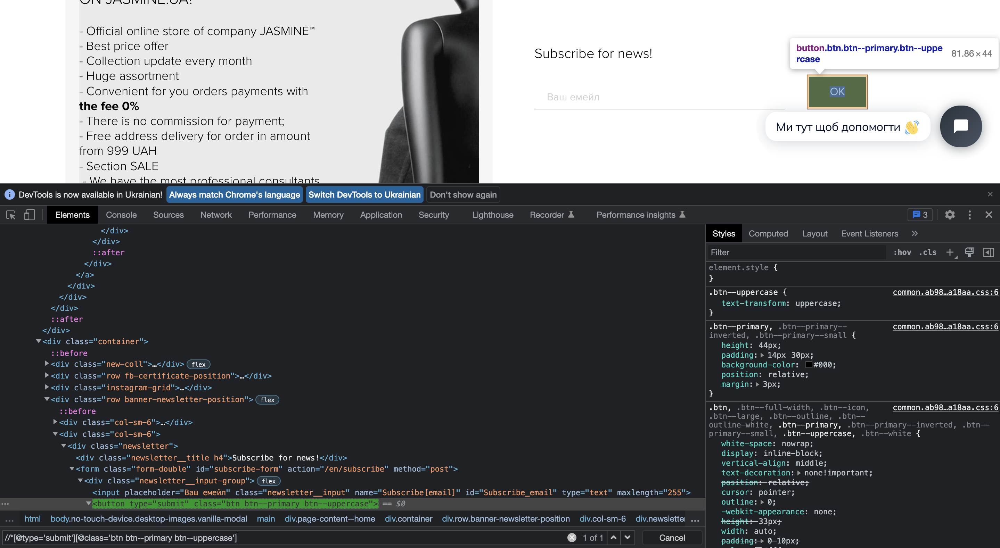 ON JASMINE.UA!
- Official online store of company JASMINE™
- Best price offer
- Collection update every month
- Huge assortment
- Convenient for you orders payments with
the fee 0%
- There is no commission for payment;
- Free address delivery for order in amount
from 999 UAH
- Section SALE
- We have the most professional consultants
Subscribe for news!
Ваш емейл
button.btn.btn--primary.btn--uppe
rcase
81.86 × 44
OK
Ми тут щоб допомогти 👋
DevTools is now available in Ukrainian! Always match Chrome's language Switch DevTools to Ukrainian Don't show again
Elements Console Sources Network Performance Memory Application Security Lighthouse Recorder Performance insights 3
</div>
</div>
::after
</div>
</a>
</div>
</div>
</div>
::after
</div>
<div class="container">
::before
<div class="new-coll">…</div> flex
<div class="row fb-certificate-position">…</div>
<div class="instagram-grid">…</div>
<div class="row banner-newsletter-position"> flex
::before
<div class="col-sm-6">…</div>
<div class="col-sm-6">
<div class="newsletter">
<div class="newsletter__title h4">Subscribe for news!</div>
<form class="form-double" id="subscribe-form" action="/en/subscribe" method="post">
<div class="newsletter__input-group"> flex
<input placeholder="Ваш емейл" class="newsletter__input" name="Subscribe[email]" id="Subscribe_email" type="text" maxlength="255">
… <button type="submit" class="btn btn--primary btn--uppercase"> == $0
… html body.no-touch-device.desktop-images.vanilla-modal main div.page-content--home div.container div.row.banner-newsletter-position div.col-sm-6 div.newsletter …
//*[@type='submit'][@class='btn btn--primary btn--uppercase'] 1 of 1 Cancel
Styles Computed Layout Event Listeners »
Filter :hov .cls +
element.style {
}
.btn--uppercase { common.ab98…a18aa.css:6
text-transform: uppercase;
}
.btn--primary, .btn--primary-- common.ab98…a18aa.css:6
inverted, .btn--primary--small {
height: 44px;
padding: 14px 30px;
background-color: #000;
position: relative;
margin: 3px;
}
.btn, .btn--full-width, .btn--icon, common.ab98…a18aa.css:6
.btn--large, .btn--outline, .btn--
outline-white, .btn--primary, .btn--primary--inverted, .btn--
primary--small, .btn--uppercase, .btn--white {
white-space: nowrap;
display: inline-block;
vertical-align: middle;
text-decoration: none!important;
position: relative;
cursor: pointer;
outline: 0;
-webkit-appearance: none;
height: 33px;
width: auto;
padding: 0 10px;